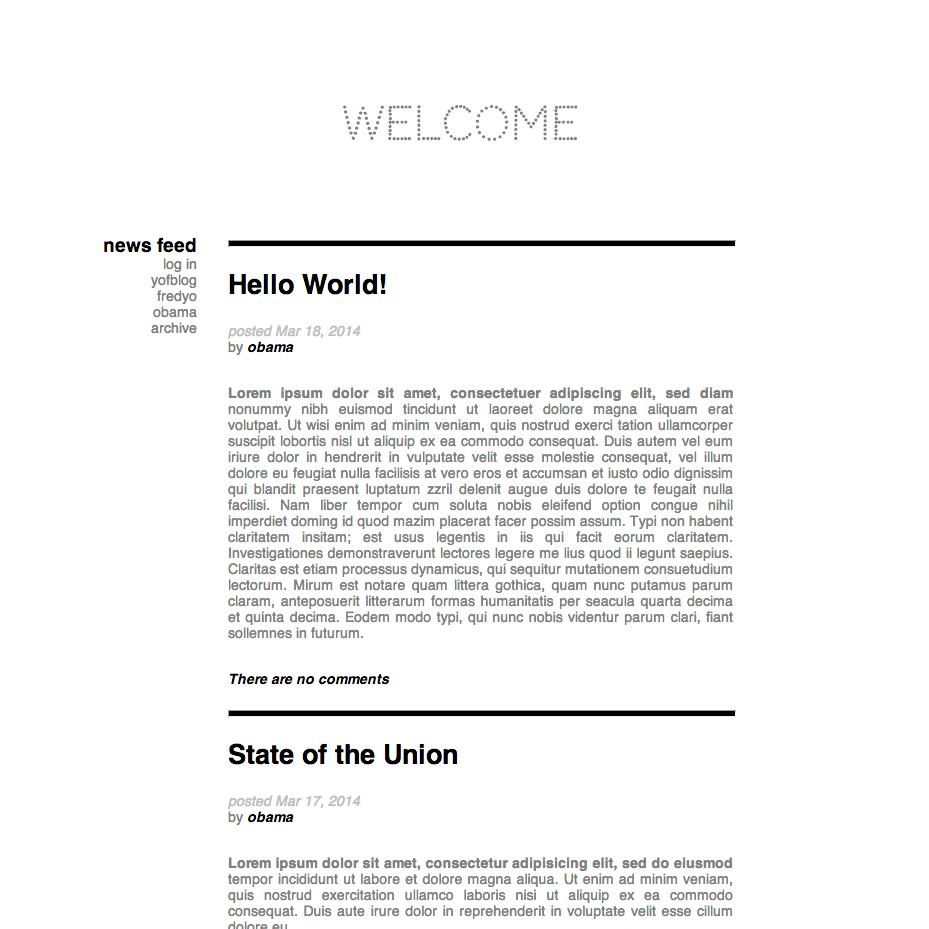 WELCOME
news feed
log in
yofblog
fredyo
obama
archive
Hello World!
posted Mar 18, 2014
by obama
Lorem ipsum dolor sit amet, consectetuer adipiscing elit, sed diam
nonummy nibh euismod tincidunt ut laoreet dolore magna aliquam erat
volutpat. Ut wisi enim ad minim veniam, quis nostrud exerci tation ullamcorper
suscipit lobortis nisl ut aliquip ex ea commodo consequat. Duis autem vel eum
iriure dolor in hendrerit in vulputate velit esse molestie consequat, vel illum
dolore eu feugiat nulla facilisis at vero eros et accumsan et iusto odio dignissim
qui blandit praesent luptatum zzril delenit augue duis dolore te feugait nulla
facilisi. Nam liber tempor cum soluta nobis eleifend option congue nihil
imperdiet doming id quod mazim placerat facer possim assum. Typi non habent
claritatem insitam; est usus legentis in iis qui facit eorum claritatem.
Investigationes demonstraverunt lectores legere me lius quod ii legunt saepius.
Claritas est etiam processus dynamicus, qui sequitur mutationem consuetudium
lectorum. Mirum est notare quam littera gothica, quam nunc putamus parum
claram, anteposuerit litterarum formas humanitatis per seacula quarta decima
et quinta decima. Eodem modo typi, qui nunc nobis videntur parum clari, fiant
sollemnes in futurum.
There are no comments
State of the Union
posted Mar 17, 2014
by obama
Lorem ipsum dolor sit amet, consectetur adipisicing elit, sed do eiusmod
tempor incididunt ut labore et dolore magna aliqua. Ut enim ad minim veniam,
quis nostrud exercitation ullamco laboris nisi ut aliquip ex ea commodo
consequat. Duis aute irure dolor in reprehenderit in voluptate velit esse cillum
dolore eu